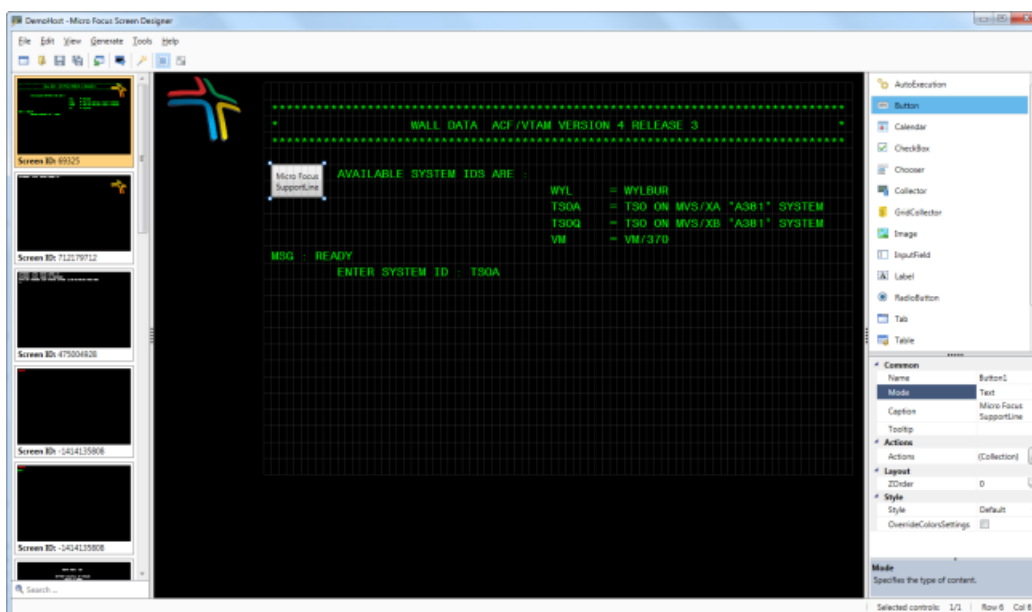 DemoHost - Micro Focus Screen Designer
File Edit View Generate Tools Help
Screen ID: 69325
Screen ID: 712179712
Screen ID: 475004928
Screen ID: -1414135808
Screen ID: -1414135808
Search ...
* WALL DATA ACF/VTAM VERSION 4 RELEASE 3 *
Micro Focus
SupportLine
AVAILABLE SYSTEM IDS ARE :
WYL = WYLBUR
TSOA = TSO ON MVS/XA "A381" SYSTEM
TSOQ = TSO ON MVS/XB "A381" SYSTEM
VM = VM/370
MSG : READY
ENTER SYSTEM ID : TSOA
AutoExecution
Button
Calendar
CheckBox
Chooser
Collector
GridCollector
Image
InputField
Label
RadioButton
Tab
Table
Common
Name Button1
Mode Text
Caption Micro Focus
SupportLine
Tooltip
Actions
Actions (Collection)
Layout
ZOrder 0
Style
Style Default
OverrideColorsSettings
Mode
Specifies the type of content.
Selected controls: 1/1 Row 6 Col 6